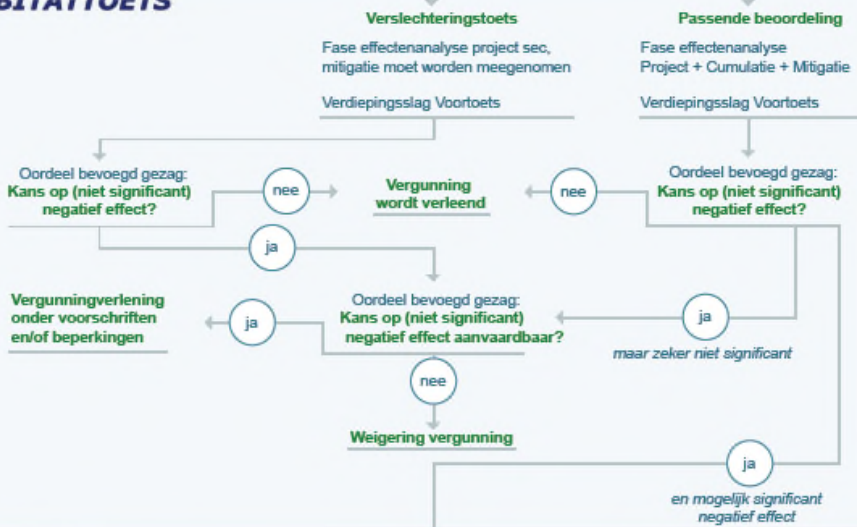 BITATTOETS
Verslechteringstoets
Fase effectenanalyse project sec,
mitigatie moet worden meegenomen
Verdiepingsslag Voortoets
Passende beoordeling
Fase effectenanalyse
Project + Cumulatie + Mitigatie
Verdiepingsslag Voortoets
Oordeel bevoegd gezag:
Kans op (niet significant)
negatief effect?
nee
Vergunning
wordt verleend
nee
Oordeel bevoegd gezag:
Kans op (niet significant)
negatief effect?
ja
Vergunningverlening
onder voorschriften
en/of beperkingen
ja
Oordeel bevoegd gezag:
Kans op (niet significant)
negatief effect aanvaardbaar?
ja
maar zeker niet significant
nee
Weigering vergunning
ja
en mogelijk significant
negatief effect